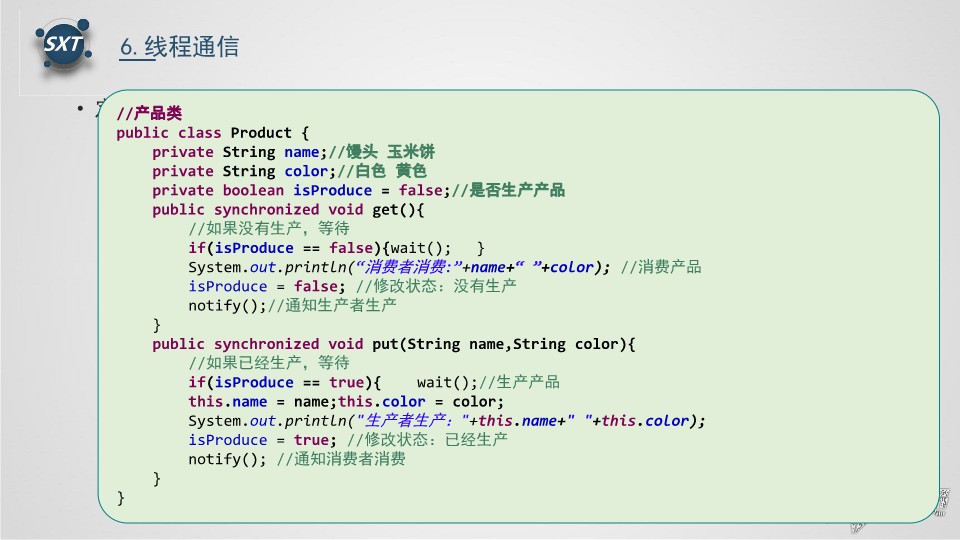 SXT
6.线程通信
//产品类
public class Product {
private String name;//馒头 玉米饼
private String color;//白色 黄色
private boolean isProduce = false;//是否生产产品
public synchronized void get(){
//如果没有生产，等待
if(isProduce == false){wait(); }
System.out.println(“消费者消费:”+name+“ ”+color); //消费产品
isProduce = false; //修改状态：没有生产
notify();//通知生产者生产
}
public synchronized void put(String name,String color){
//如果已经生产，等待
if(isProduce == true){ wait();//生产产品
this.name = name;this.color = color;
System.out.println("生产者生产："+this.name+" "+this.color);
isProduce = true; //修改状态：已经生产
notify(); //通知消费者消费
}
}